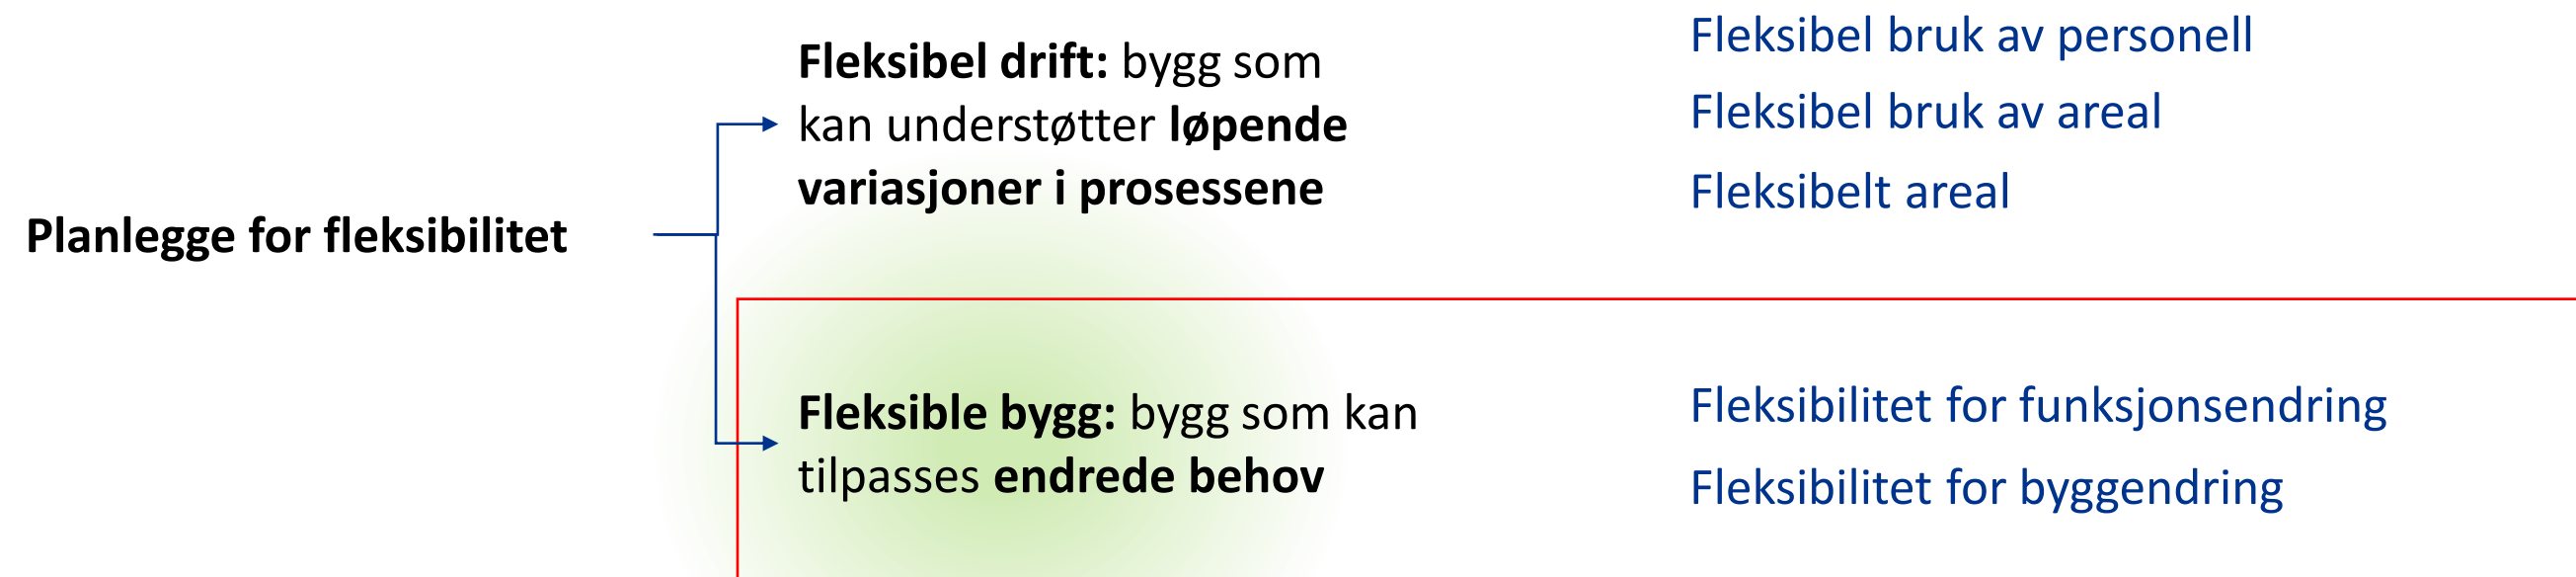 Planlegge for fleksibilitet
Fleksibel drift: bygg som
kan understøtter løpende
variasjoner i prosessene
Fleksibel bruk av personell
Fleksibel bruk av areal
Fleksibelt areal
Fleksible bygg: bygg som kan
tilpasses endrede behov
Fleksibilitet for funksjonsendring
Fleksibilitet for byggendring